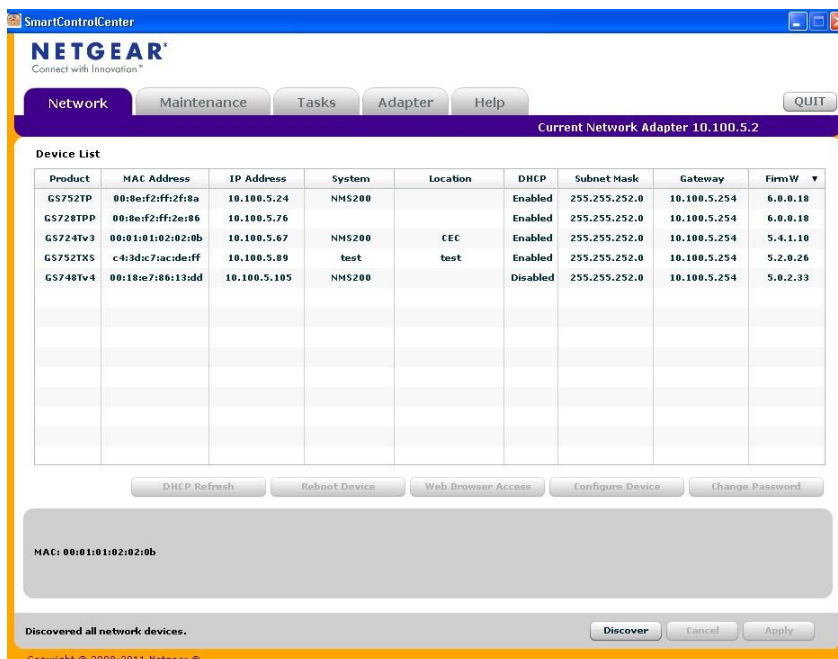 SmartControlCenter
NETGEAR®
Connect with Innovation™
Network Maintenance Tasks Adapter Help QUIT
Current Network Adapter 10.100.5.2
Device List
Product MAC Address IP Address System Location DHCP Subnet Mask Gateway FirmW ▼
GS752TP 00:8e:f2:ff:2f:8a 10.100.5.24 NMS200 Enabled 255.255.252.0 10.100.5.254 6.0.0.18
GS728TPP 00:8e:f2:ff:2e:86 10.100.5.76 Enabled 255.255.252.0 10.100.5.254 6.0.0.18
GS724Tv3 00:01:01:02:02:0b 10.100.5.67 NMS200 CEC Enabled 255.255.252.0 10.100.5.254 5.4.1.10
GS752TXS c4:3d:c7:ac:de:ff 10.100.5.89 test test Enabled 255.255.252.0 10.100.5.254 5.2.0.26
GS748Tv4 00:18:e7:86:13:dd 10.100.5.105 NMS200 Disabled 255.255.252.0 10.100.5.254 5.0.2.33
DHCP Refresh Reboot Device Web Browser Access Configure Device Change Password
MAC: 00:01:01:02:02:0b
Discovered all network devices. Discover Cancel Apply
Copyright © 2008-2011 Netgear ®